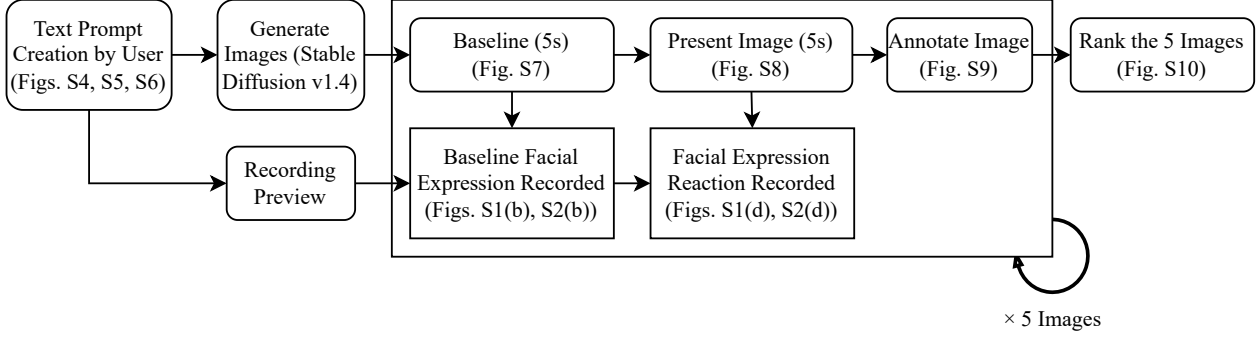 Text Prompt
Creation by User
(Figs. S4, S5, S6)
Generate
Images (Stable
Diffusion v1.4)
Baseline (5s)
(Fig. S7)
Present Image (5s)
(Fig. S8)
Annotate Image
(Fig. S9)
Rank the 5 Images
(Fig. S10)
Recording
Preview
Baseline Facial
Expression Recorded
(Figs. S1(b), S2(b))
Facial Expression
Reaction Recorded
(Figs. S1(d), S2(d))
× 5 Images